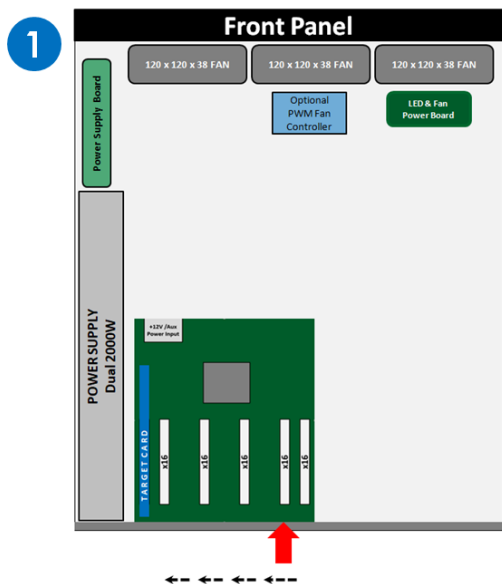 1
Front Panel
120 x 120 x 38 FAN
120 x 120 x 38 FAN
120 x 120 x 38 FAN
Power Supply Board
Optional
PWM Fan
Controller
LED & Fan
Power Board
POWER SUPPLY
Dual 2000W
+12V /Aux
Power Input
TARGET CARD
x16
x16
x16
x16
x16